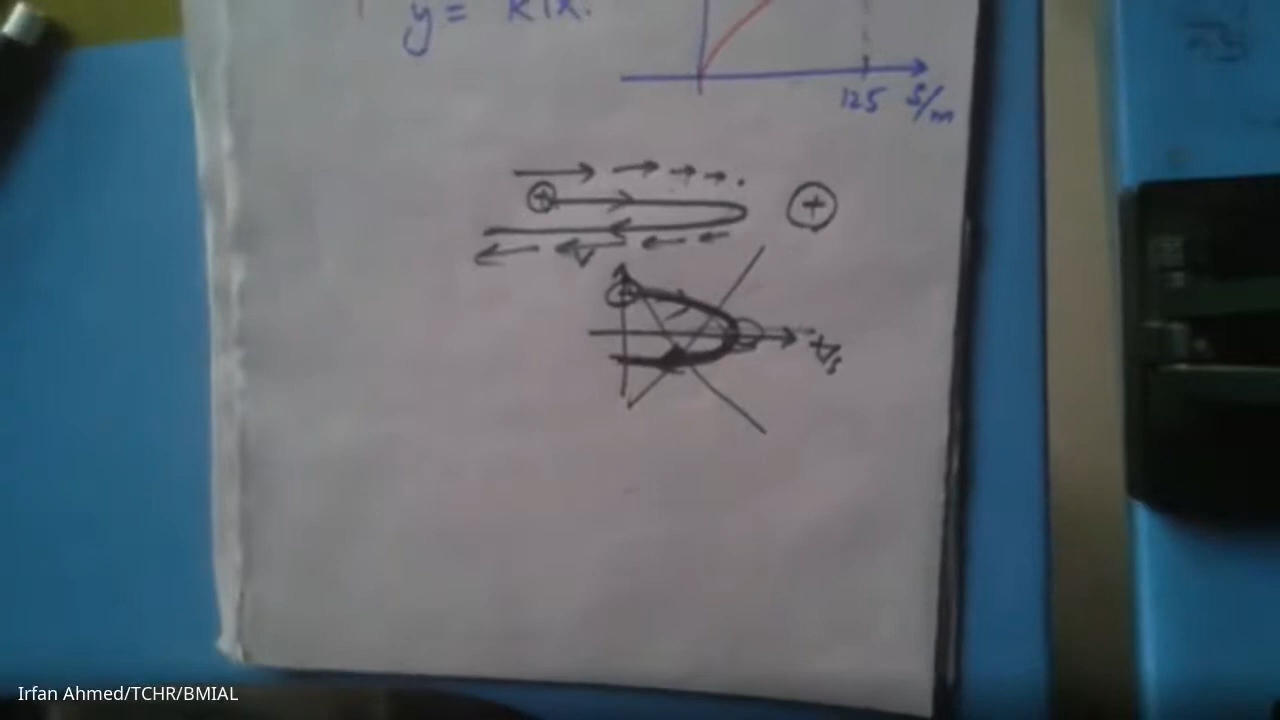 y = k√x.
125 s/m
+
+
v
+
Irfan Ahmed/TCHR/BMIAL